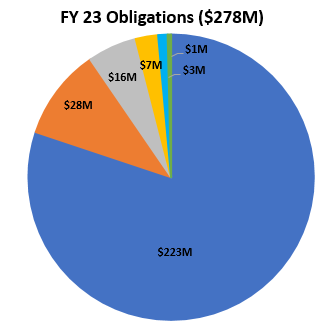 FY 23 Obligations ($278M)
$1M
$7M
$3M
$16M
$28M
$223M